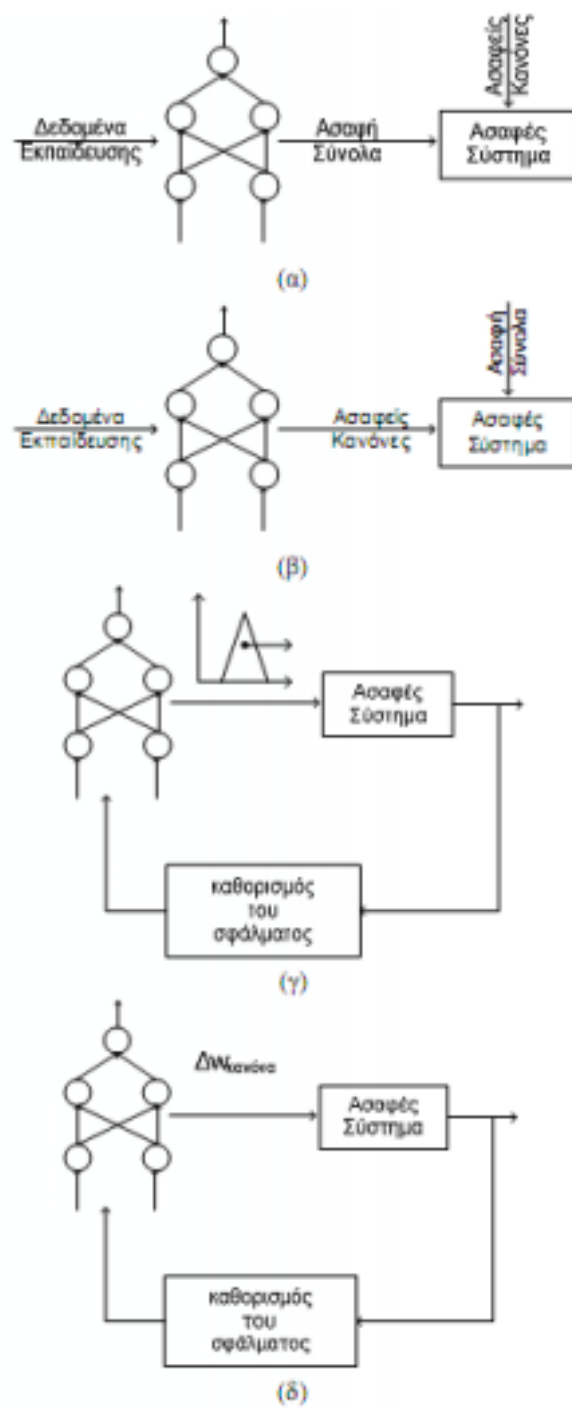 Ασαφείς
Κανόνες
Δεδομένα
Εκπαίδευσης
Ασαφή
Σύνολα
Ασαφές
Σύστημα
(α)
Ασαφή
Σύνολα
Δεδομένα
Εκπαίδευσης
Ασαφείς
Κανόνες
Ασαφές
Σύστημα
(β)
Ασαφές
Σύστημα
καθορισμός
του
σφάλματος
(γ)
Δwκανόνα
Ασαφές
Σύστημα
καθορισμός
του
σφάλματος
(δ)